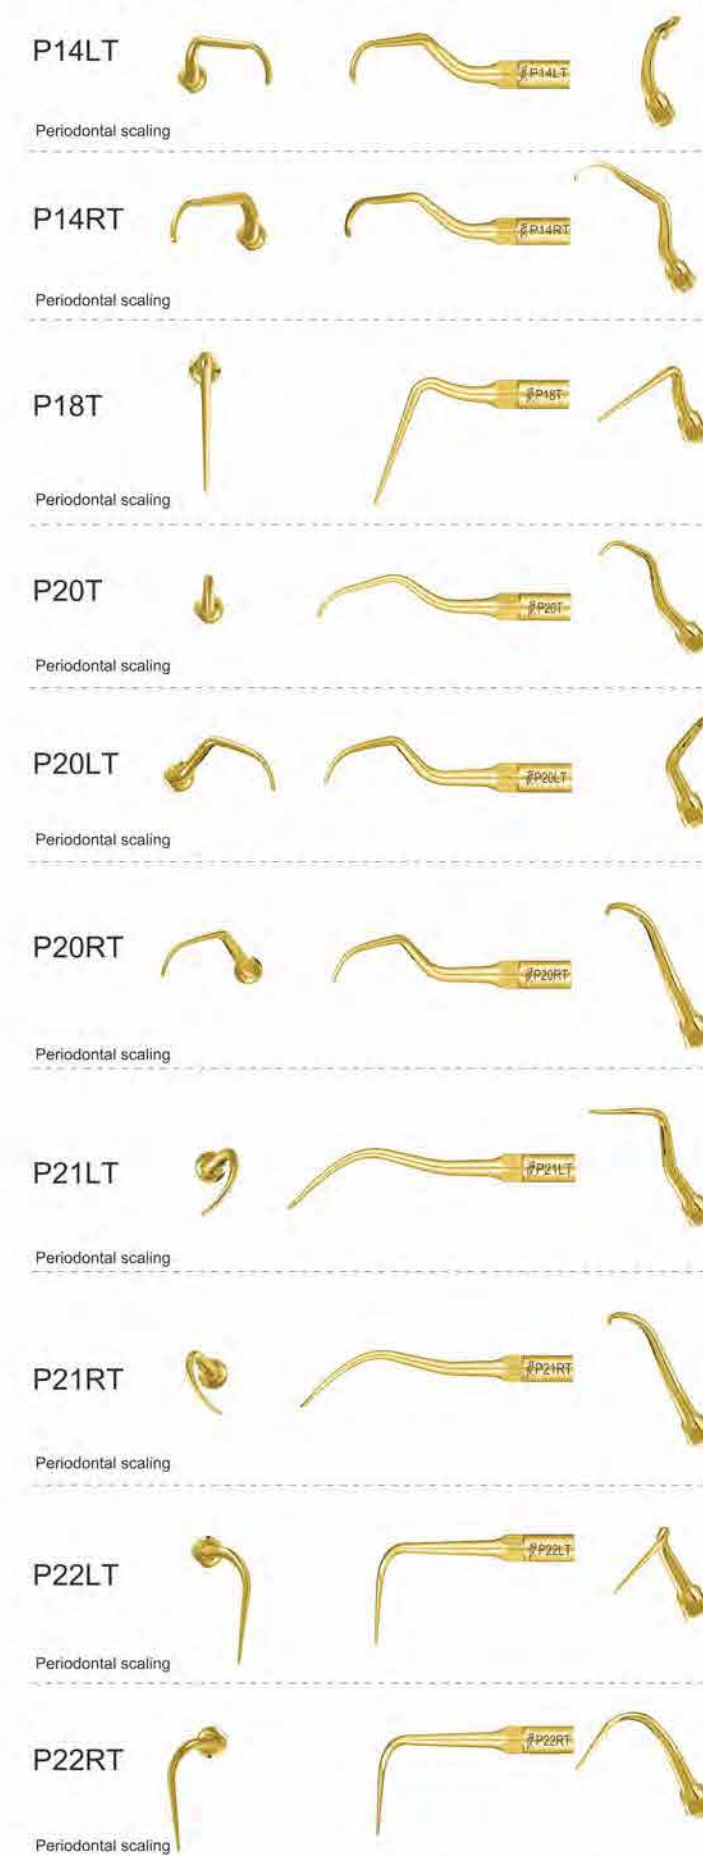 P14LT
P14LT
Periodontal scaling
P14RT
P14RT
Periodontal scaling
P18T
P18T
Periodontal scaling
P20T
P20T
Periodontal scaling
P20LT
P20LT
Periodontal scaling
P20RT
P20RT
Periodontal scaling
P21LT
P21LT
Periodontal scaling
P21RT
P21RT
Periodontal scaling
P22LT
P22LT
Periodontal scaling
P22RT
P22RT
Periodontal scaling